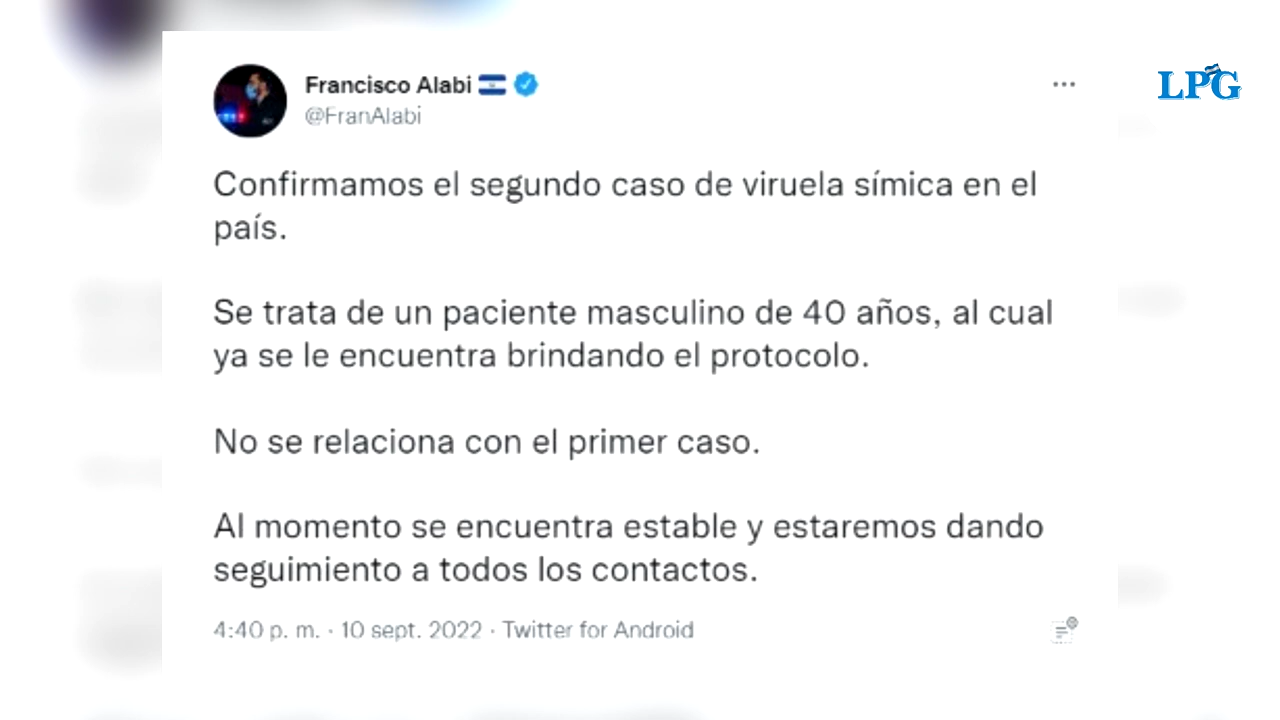 Francisco Alabi
LPG
@FranAlabi
Confirmamos el segundo caso de viruela símica en el
país.
Se trata de un paciente masculino de 40 años, al cual
ya se le encuentra brindando el protocolo.
No se relaciona con el primer caso.
Al momento se encuentra estable y estaremos dando
seguimiento a todos los contactos.
4:40 p. m. · 10 sept. 2022 · Twitter for Android